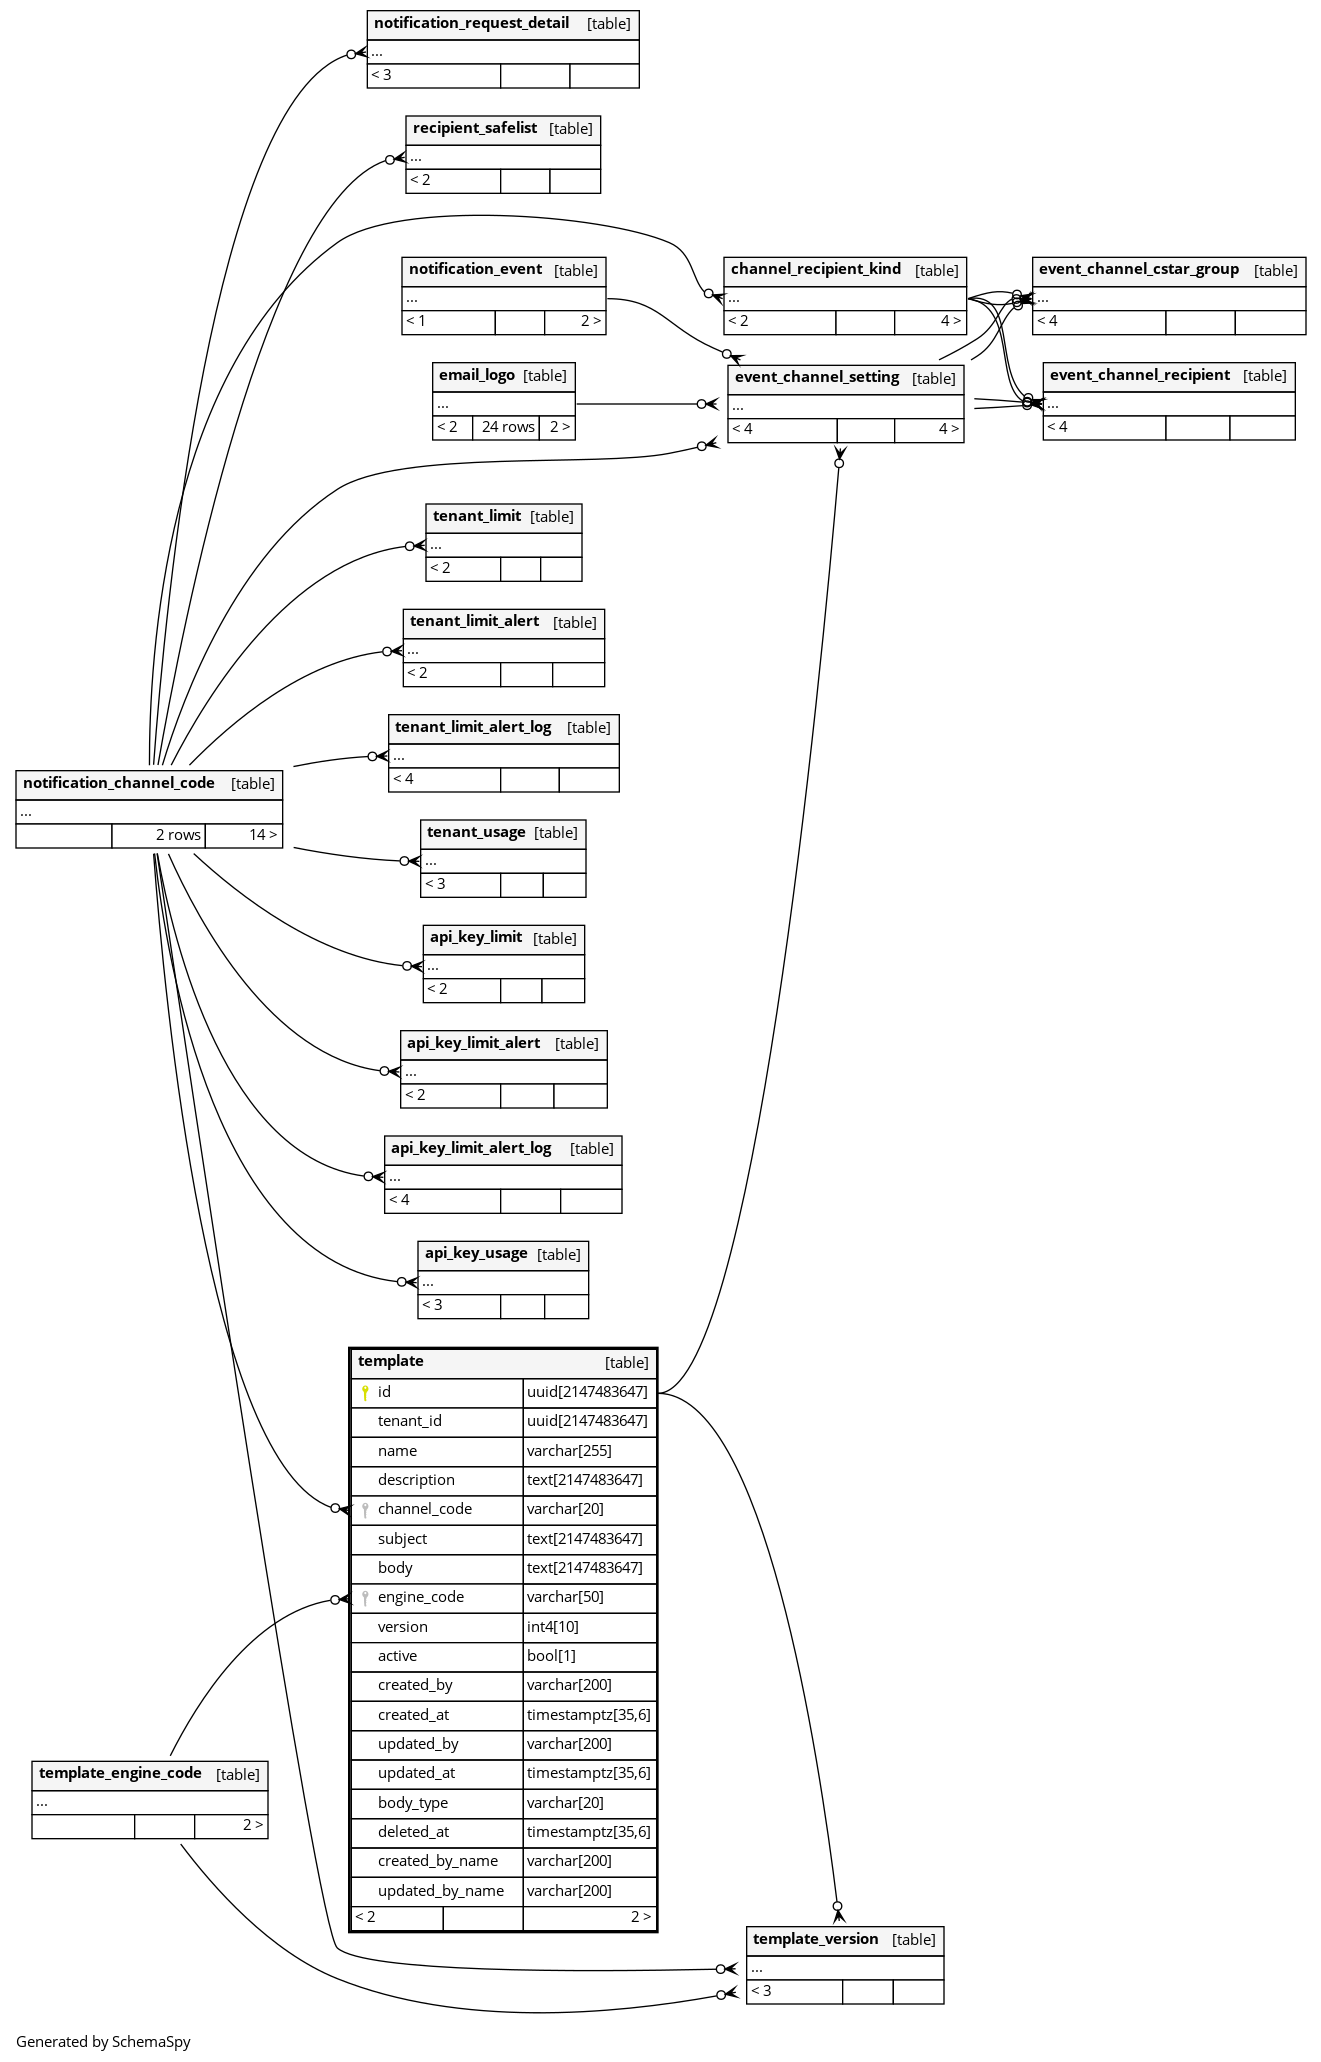 notification_request_detail [table]
...
< 3
recipient_safelist [table]
...
< 2
notification_event [table]
...
< 1 2 >
channel_recipient_kind [table]
...
< 2 4 >
event_channel_cstar_group [table]
...
< 4
email_logo [table]
...
< 2 24 rows 2 >
event_channel_setting [table]
...
< 4 4 >
event_channel_recipient [table]
...
< 4
tenant_limit [table]
...
< 2
tenant_limit_alert [table]
...
< 2
tenant_limit_alert_log [table]
...
< 4
notification_channel_code [table]
...
2 rows 14 >
tenant_usage [table]
...
< 3
api_key_limit [table]
...
< 2
api_key_limit_alert [table]
...
< 2
api_key_limit_alert_log [table]
...
< 4
api_key_usage [table]
...
< 3
template [table]
id uuid[2147483647]
tenant_id uuid[2147483647]
name varchar[255]
description text[2147483647]
channel_code varchar[20]
subject text[2147483647]
body text[2147483647]
engine_code varchar[50]
version int4[10]
active bool[1]
created_by varchar[200]
created_at timestamptz[35,6]
updated_by varchar[200]
updated_at timestamptz[35,6]
body_type varchar[20]
deleted_at timestamptz[35,6]
created_by_name varchar[200]
updated_by_name varchar[200]
< 2 2 >
template_engine_code [table]
...
2 >
template_version [table]
...
< 3
Generated by SchemaSpy